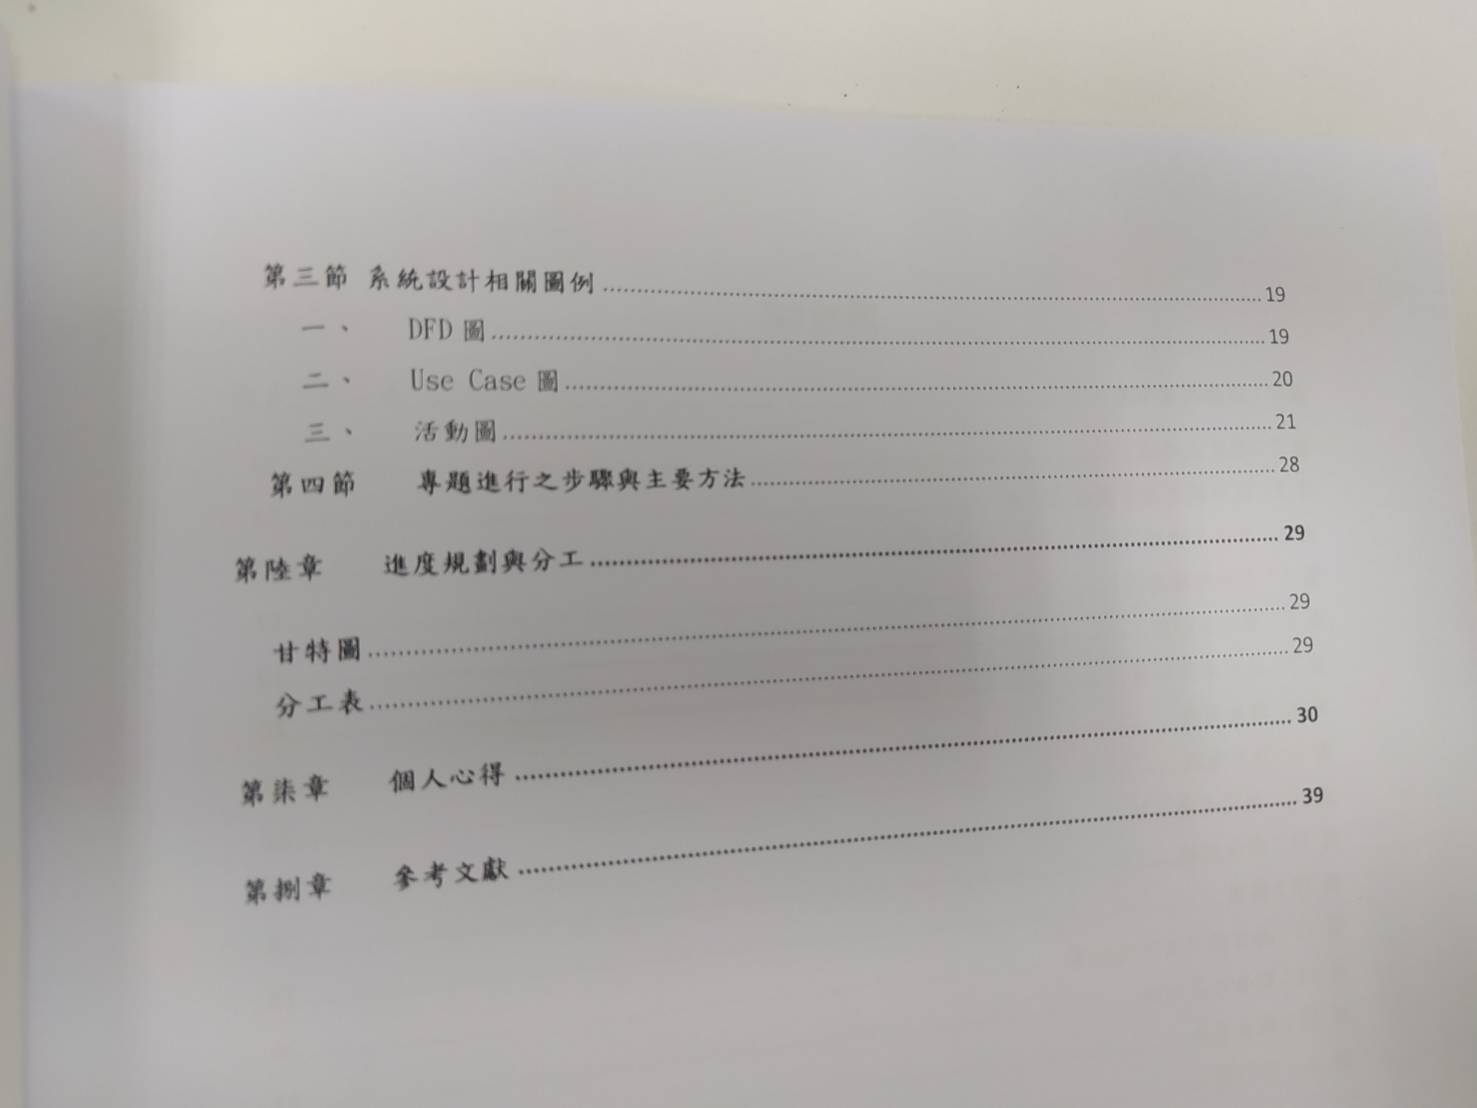 第三節 系統設計相關圖例 19
一、 DFD 圖 19
二、 Use Case 圖 20
三、 活動圖 21
第四節 專題進行之步驟與主要方法 28
第陸章 進度規劃與分工 29
甘特圖 29
分工表 29
第柒章 個人心得 30
第捌章 參考文獻 39